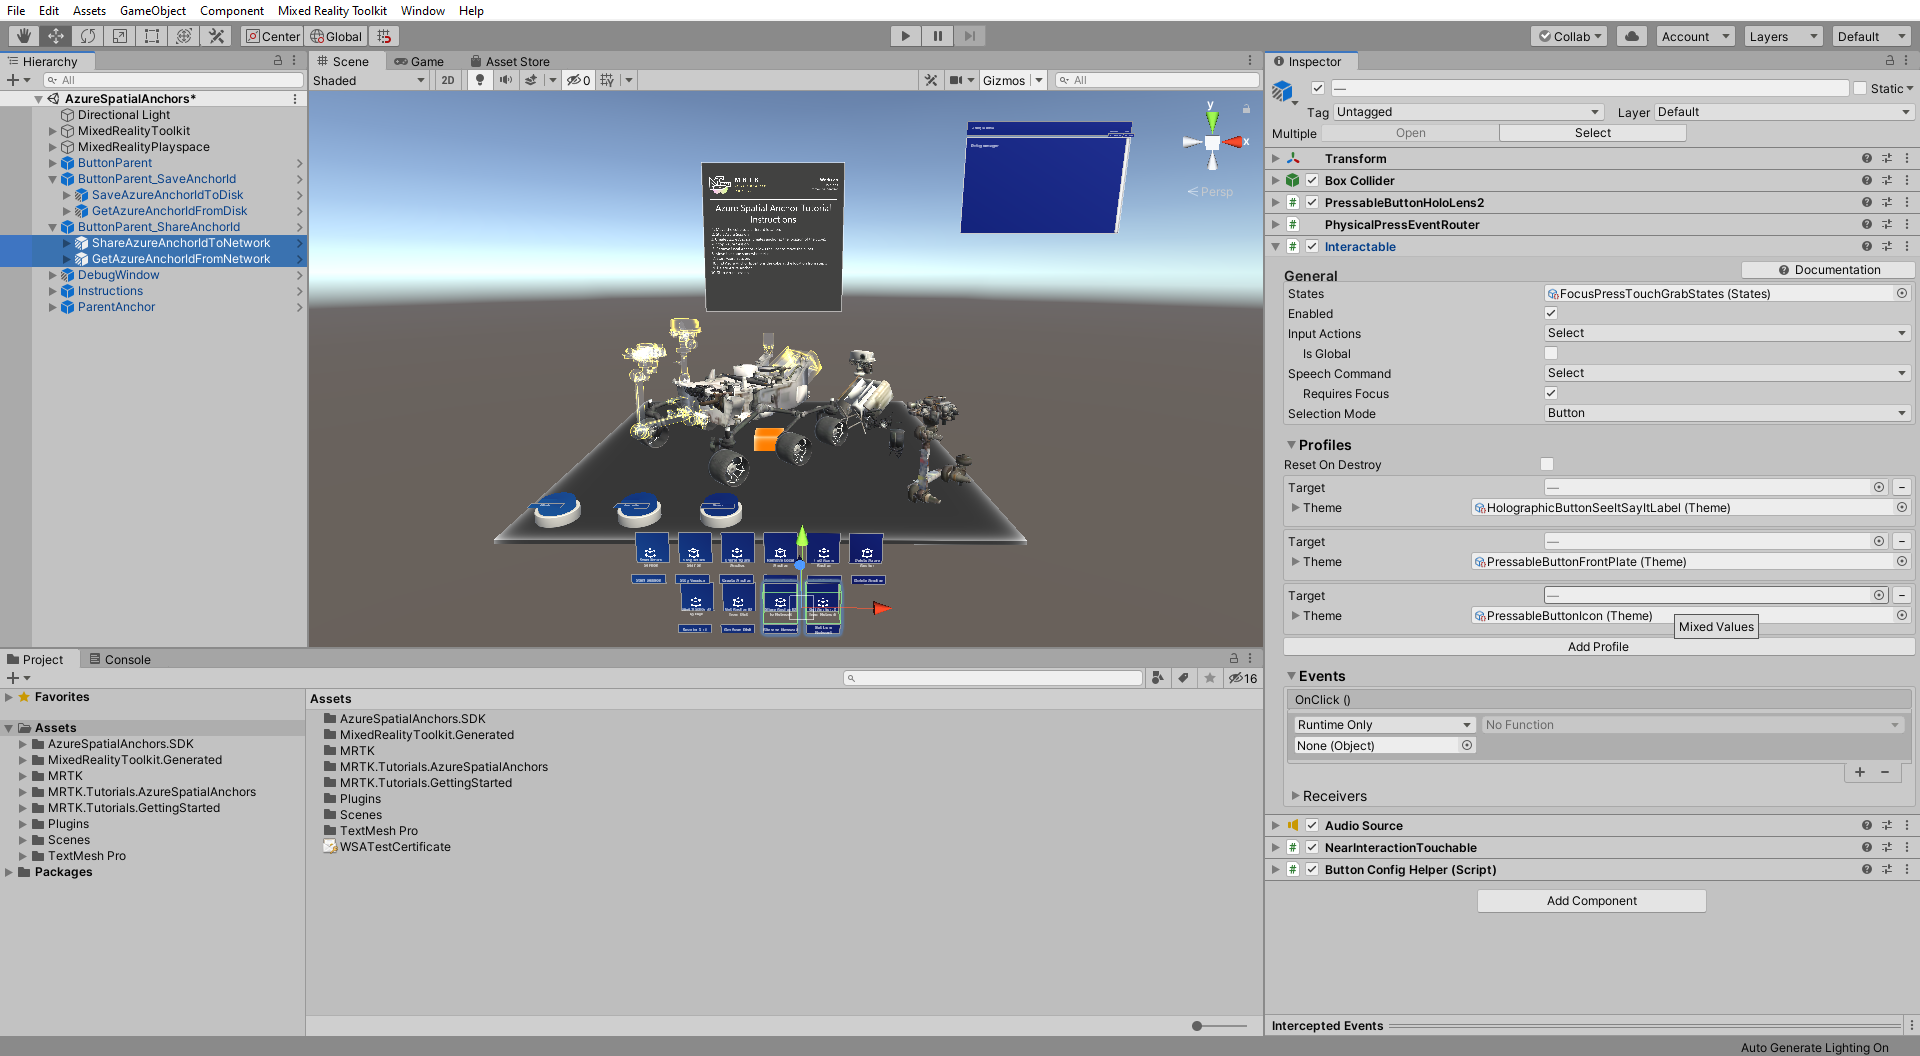 File Edit Assets GameObject Component Mixed Reality Toolkit Window Help
Center Global Collab Account Layers Default
Hierarchy
All
AzureSpatialAnchors*
Directional Light
MixedRealityToolkit
MixedRealityPlayspace
ButtonParent
ButtonParent_SaveAnchorId
SaveAzureAnchorIdToDisk
GetAzureAnchorIdFromDisk
ButtonParent_ShareAnchorId
ShareAzureAnchorIdToNetwork
GetAzureAnchorIdFromNetwork
DebugWindow
Instructions
ParentAnchor
Scene Game Asset Store
Shaded 2D 0 Gizmos All
y
x
Persp
MRTK
Azure Spatial Anchor Tutorial
Instructions
Project Console
16
Favorites
Assets
AzureSpatialAnchors.SDK
MixedRealityToolkit.Generated
MRTK
MRTK.Tutorials.AzureSpatialAnchors
MRTK.Tutorials.GettingStarted
Plugins
Scenes
TextMesh Pro
Packages
Assets
AzureSpatialAnchors.SDK
MixedRealityToolkit.Generated
MRTK
MRTK.Tutorials.AzureSpatialAnchors
MRTK.Tutorials.GettingStarted
Plugins
Scenes
TextMesh Pro
WSATestCertificate
Inspector
— Static
Tag Untagged Layer Default
Multiple Open Select
Transform
Box Collider
PressableButtonHoloLens2
PhysicalPressEventRouter
Interactable
Documentation
General
States FocusPressTouchGrabStates (States)
Enabled
Input Actions Select
Is Global
Speech Command Select
Requires Focus
Selection Mode Button
Profiles
Reset On Destroy
Target —
Theme HolographicButtonSeeItSayItLabel (Theme)
Target —
Theme PressableButtonFrontPlate (Theme)
Target —
Theme PressableButtonIcon (Theme)
Mixed Values
Add Profile
Events
OnClick ()
Runtime Only No Function
None (Object)
Receivers
Audio Source
NearInteractionTouchable
Button Config Helper (Script)
Add Component
Intercepted Events
Auto Generate Lighting On